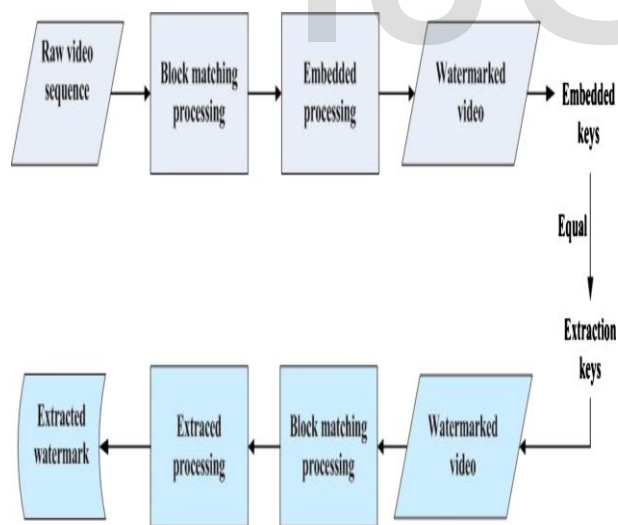 Raw video
sequence
Block matching
processing
Embedded
processing
Watermarked
video
Embedded
keys
Equal
Extraction
keys
Watermarked
video
Block matching
processing
Extraced
processing
Extracted
watermark